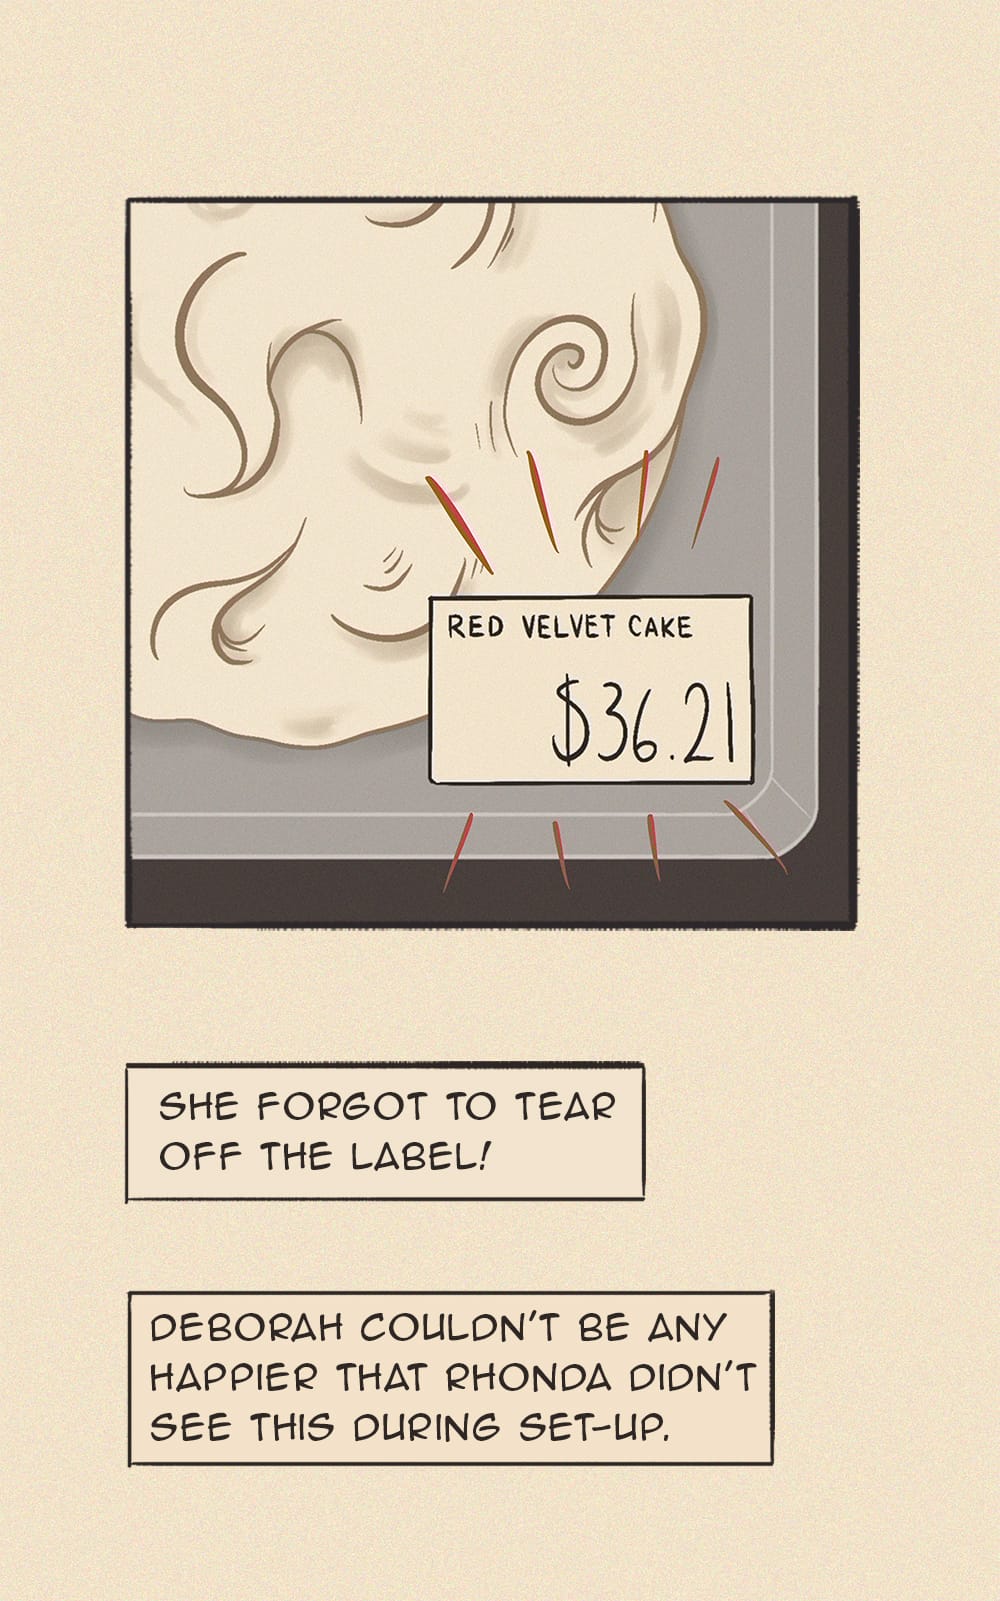 RED VELVET CAKE
$36.21
SHE FORGOT TO TEAR
OFF THE LABEL!
DEBORAH COULDN'T BE ANY
HAPPIER THAT RHONDA DIDN'T
SEE THIS DURING SET-UP.